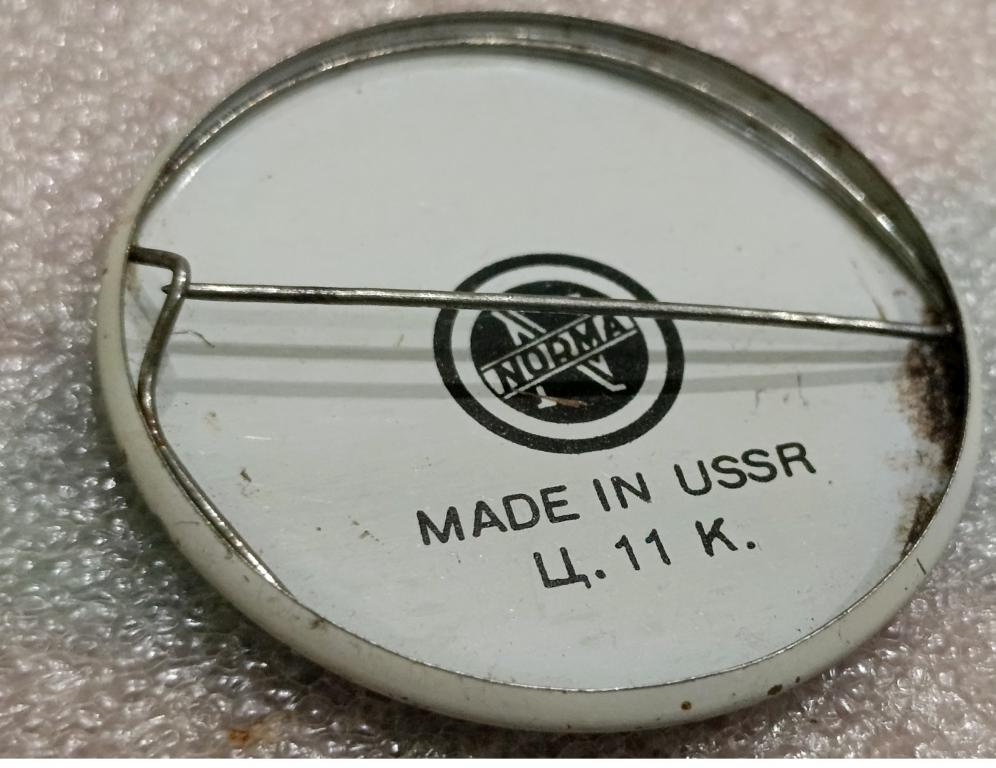 NORMA
MADE IN USSR
Ц. 11 К.